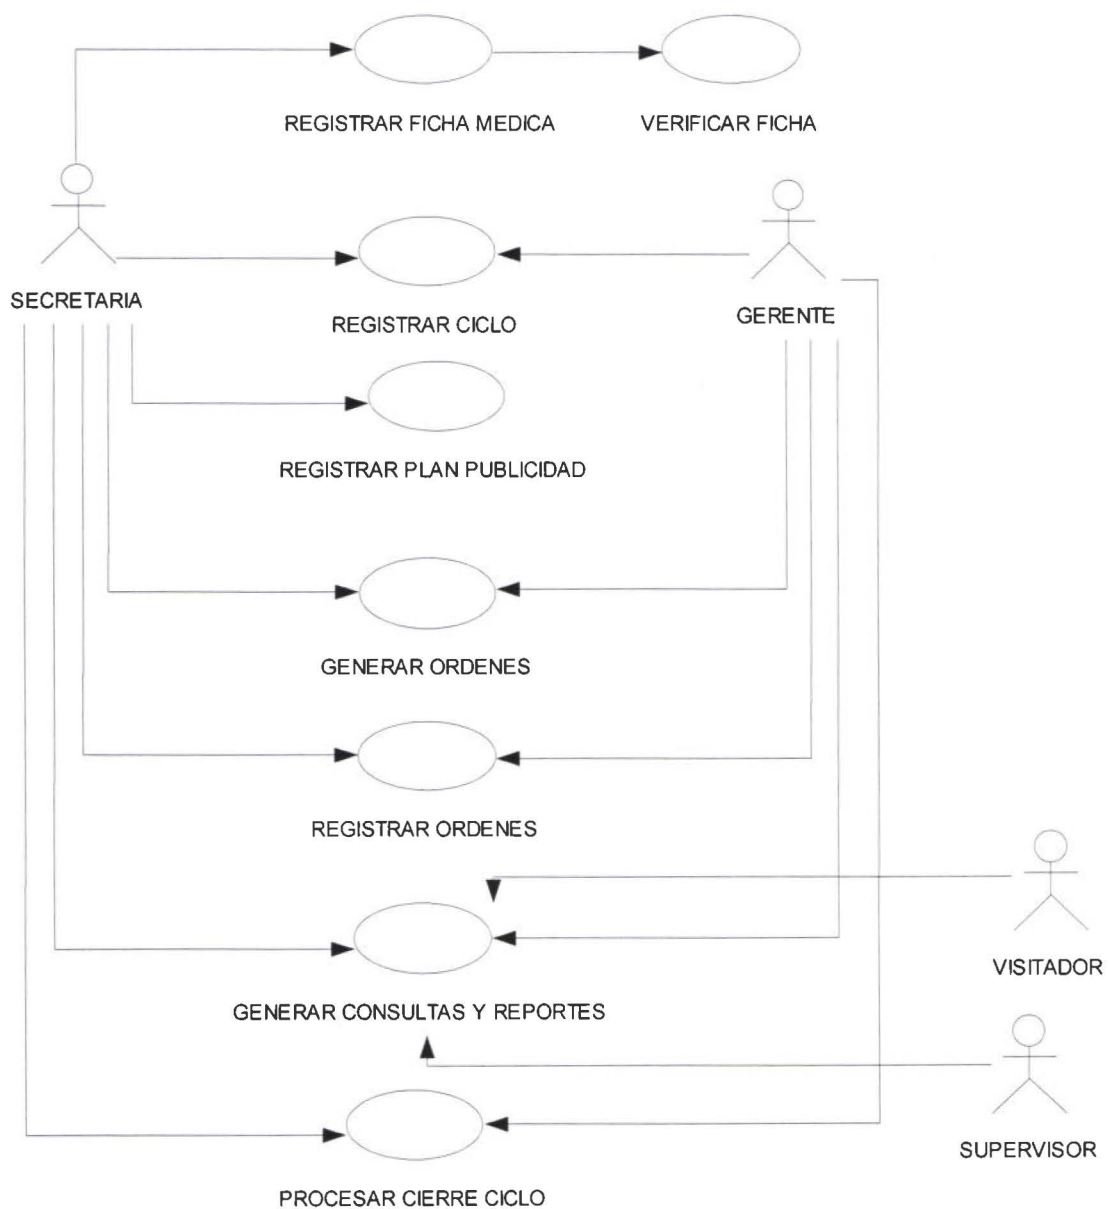 REGISTRAR FICHA MEDICA
VERIFICAR FICHA
SECRETARIA
GERENTE
REGISTRAR CICLO
REGISTRAR PLAN PUBLICIDAD
GENERAR ORDENES
REGISTRAR ORDENES
VISITADOR
GENERAR CONSULTAS Y REPORTES
SUPERVISOR
PROCESAR CIERRE CICLO